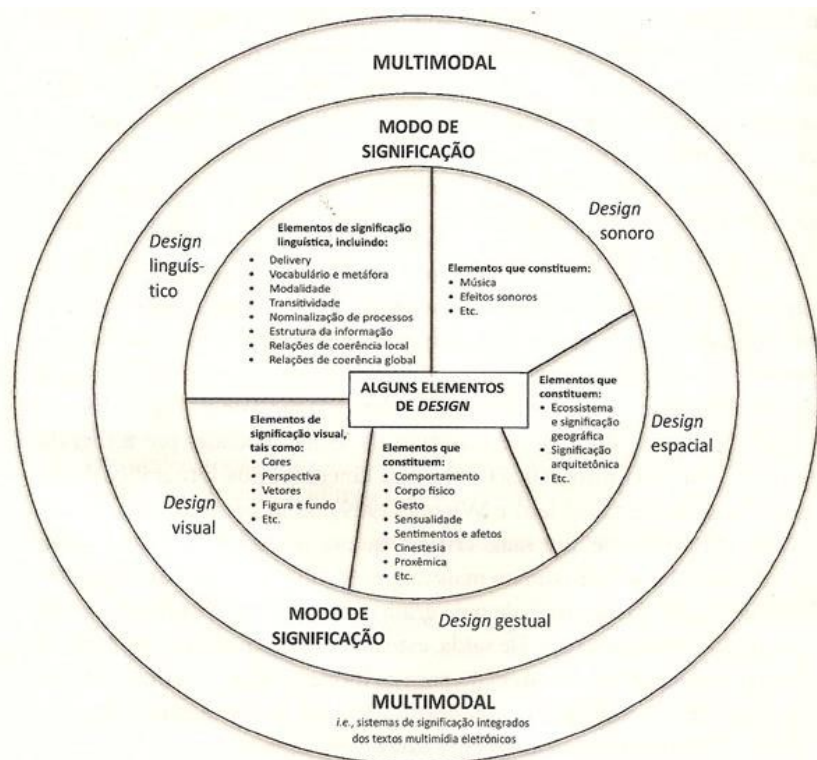 MULTIMODAL
MODO DE
SIGNIFICAÇÃO
Design
linguís-
tico
Design
sonoro
Elementos de significação
linguística, incluindo:
• Delivery
• Vocabulário e metáfora
• Modalidade
• Transitividade
• Nominalização de processos
• Estrutura da informação
• Relações de coerência local
• Relações de coerência global
Elementos que constituem:
• Música
• Efeitos sonoros
• Etc.
ALGUNS ELEMENTOS
DE DESIGN
Elementos que
constituem:
• Ecossistema
e significação
geográfica
• Significação
arquitetônica
• Etc.
Design
espacial
Elementos de
significação visual,
tais como:
• Cores
• Perspectiva
• Vetores
• Figura e fundo
• Etc.
Design
visual
Elementos que
constituem:
• Comportamento
• Corpo físico
• Gesto
• Sensualidade
• Sentimentos e afetos
• Cinestesia
• Proxêmica
• Etc.
MODO DE
SIGNIFICAÇÃO
Design gestual
MULTIMODAL
i.e., sistemas de significação integrados
dos textos multimídia eletrônicos